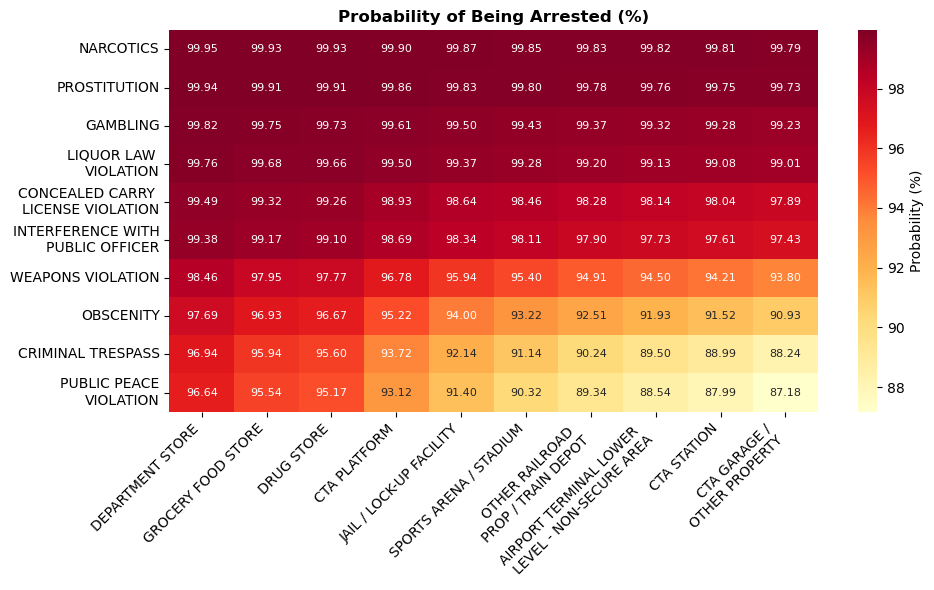 Probability of Being Arrested (%)
NARCOTICS 99.95 99.93 99.93 99.90 99.87 99.85 99.83 99.82 99.81 99.79
PROSTITUTION 99.94 99.91 99.91 99.86 99.83 99.80 99.78 99.76 99.75 99.73
GAMBLING 99.82 99.75 99.73 99.61 99.50 99.43 99.37 99.32 99.28 99.23
LIQUOR LAW
VIOLATION 99.76 99.68 99.66 99.50 99.37 99.28 99.20 99.13 99.08 99.01
CONCEALED CARRY
LICENSE VIOLATION 99.49 99.32 99.26 98.93 98.64 98.46 98.28 98.14 98.04 97.89
INTERFERENCE WITH
PUBLIC OFFICER 99.38 99.17 99.10 98.69 98.34 98.11 97.90 97.73 97.61 97.43
WEAPONS VIOLATION 98.46 97.95 97.77 96.78 95.94 95.40 94.91 94.50 94.21 93.80
OBSCENITY 97.69 96.93 96.67 95.22 94.00 93.22 92.51 91.93 91.52 90.93
CRIMINAL TRESPASS 96.94 95.94 95.60 93.72 92.14 91.14 90.24 89.50 88.99 88.24
PUBLIC PEACE
VIOLATION 96.64 95.54 95.17 93.12 91.40 90.32 89.34 88.54 87.99 87.18
DEPARTMENT STORE
GROCERY FOOD STORE
DRUG STORE
CTA PLATFORM
JAIL / LOCK-UP FACILITY
SPORTS ARENA / STADIUM
OTHER RAILROAD
PROP / TRAIN DEPOT
AIRPORT TERMINAL LOWER
LEVEL - NON-SECURE AREA
CTA STATION
CTA GARAGE /
OTHER PROPERTY
98
96
94
92
90
88
Probability (%)